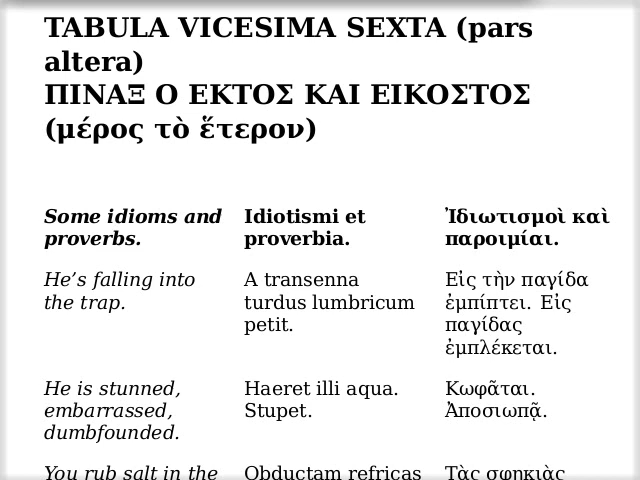 TABULA VICESIMA SEXTA (pars
altera)
ΠΙΝΑΞ Ο ΕΚΤΟΣ ΚΑΙ ΕΙΚΟΣΤΟΣ
(μέρος τὸ ἕτερον)
Some idioms and
proverbs.
Idiotismi et
proverbia.
Ἰδιωτισμοὶ καὶ
παροιμίαι.
He’s falling into
the trap.
A transenna
turdus lumbricum
petit.
Εἰς τὴν παγίδα
ἐμπίπτει. Εἰς
παγίδας
ἐμπλέκεται.
He is stunned,
embarrassed,
dumbfounded.
Haeret illi aqua.
Stupet.
Κωφᾶται.
Ἀποσιωπᾷ.
You rub salt in the
Obductam refricas
Τὰς σφηκιὰς